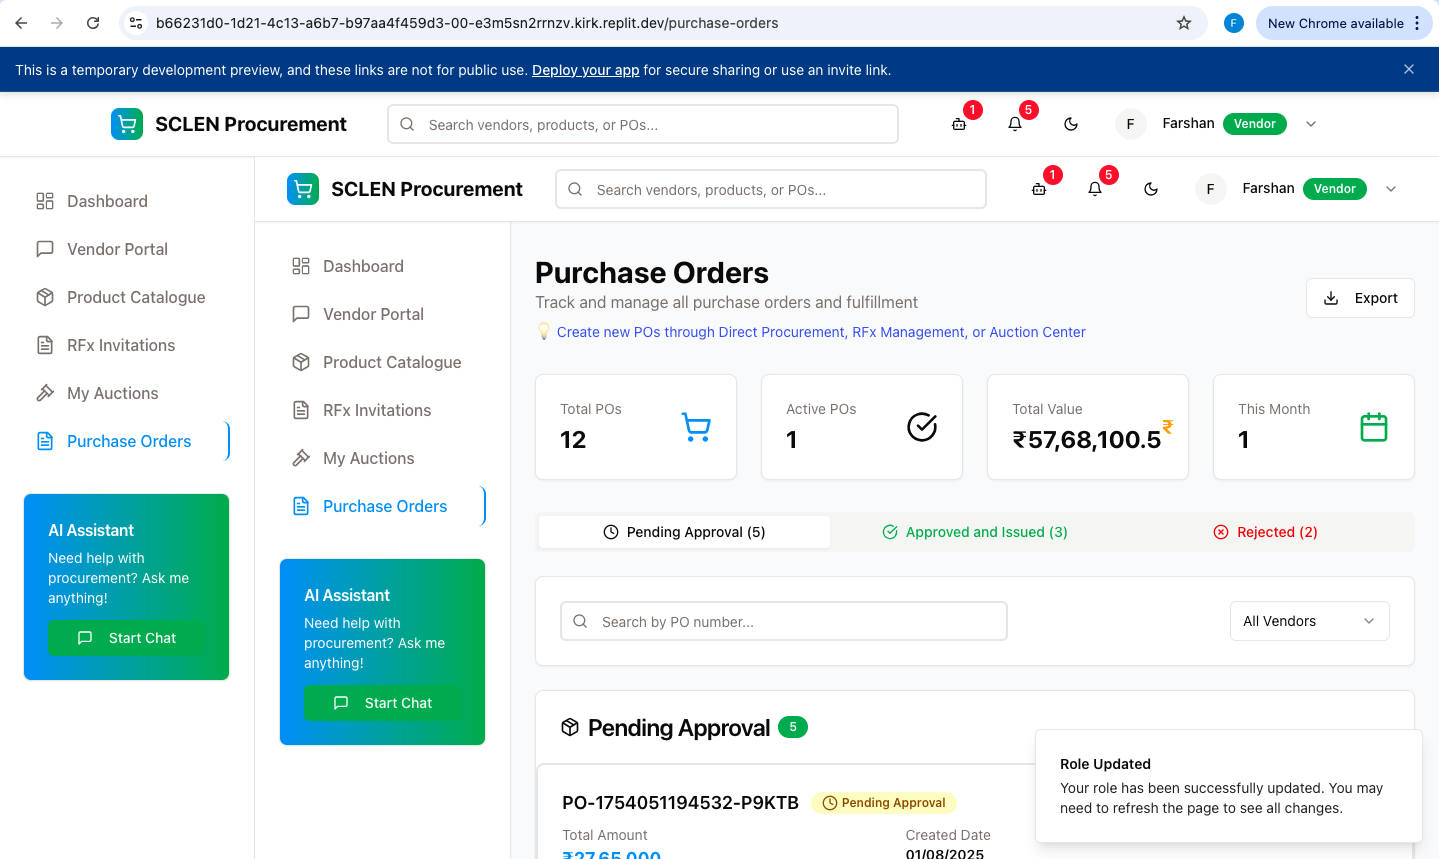 b66231d0-1d21-4c13-a6b7-b97aa4f459d3-00-e3m5sn2rrnzv.kirk.replit.dev/purchase-orders
F
New Chrome available
This is a temporary development preview, and these links are not for public use. Deploy your app for secure sharing or use an invite link.
SCLEN Procurement
Search vendors, products, or POs...
1
5
F
Farshan
Vendor
Dashboard
Vendor Portal
Product Catalogue
RFx Invitations
My Auctions
Purchase Orders
AI Assistant
Need help with
procurement? Ask me
anything!
Start Chat
SCLEN Procurement
Search vendors, products, or POs...
1
5
F
Farshan
Vendor
Dashboard
Vendor Portal
Product Catalogue
RFx Invitations
My Auctions
Purchase Orders
AI Assistant
Need help with
procurement? Ask me
anything!
Start Chat
Purchase Orders
Track and manage all purchase orders and fulfillment
💡 Create new POs through Direct Procurement, RFx Management, or Auction Center
Export
Total POs
12
Active POs
1
Total Value
₹57,68,100.5
₹
This Month
1
Pending Approval (5)
Approved and Issued (3)
Rejected (2)
Search by PO number...
All Vendors
Pending Approval
5
PO-1754051194532-P9KTB
Pending Approval
Total Amount
₹27,65,000
Created Date
01/08/2025
Role Updated
Your role has been successfully updated. You may
need to refresh the page to see all changes.